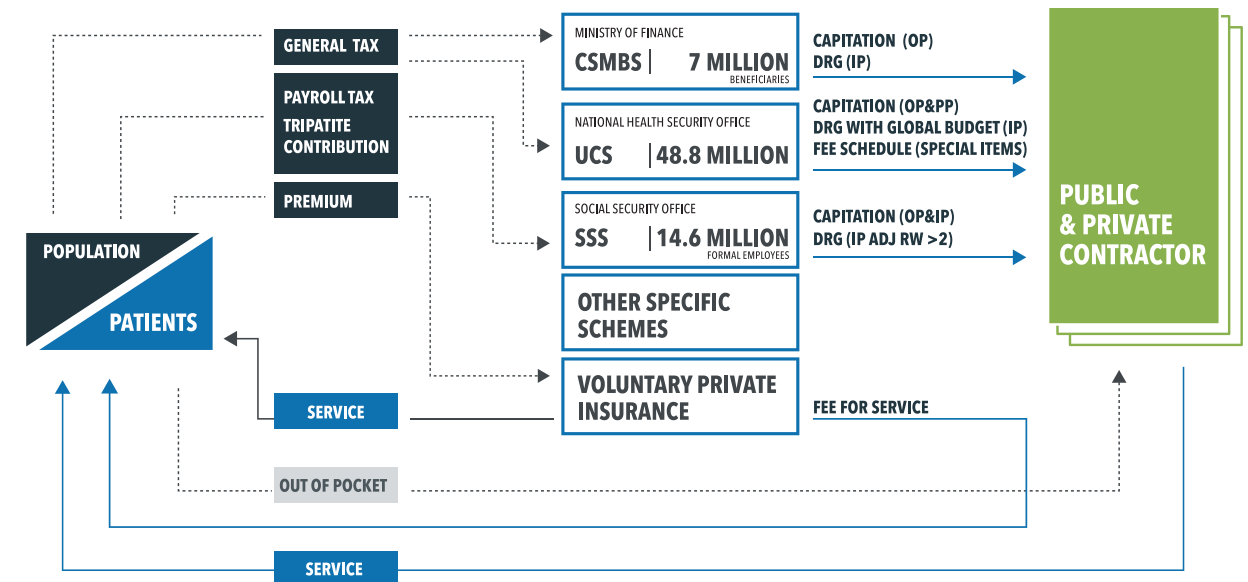 GENERAL TAX
PAYROLL TAX
TRIPATITE
CONTRIBUTION
PREMIUM
POPULATION
PATIENTS
SERVICE
OUT OF POCKET
SERVICE
MINISTRY OF FINANCE
CSMBS | 7 MILLION
BENEFICIARIES
NATIONAL HEALTH SECURITY OFFICE
UCS | 48.8 MILLION
SOCIAL SECURITY OFFICE
SSS | 14.6 MILLION
FORMAL EMPLOYEES
OTHER SPECIFIC
SCHEMES
VOLUNTARY PRIVATE
INSURANCE
CAPITATION (OP)
DRG (IP)
CAPITATION (OP&PP)
DRG WITH GLOBAL BUDGET (IP)
FEE SCHEDULE (SPECIAL ITEMS)
CAPITATION (OP&IP)
DRG (IP ADJ RW >2)
FEE FOR SERVICE
PUBLIC
& PRIVATE
CONTRACTOR